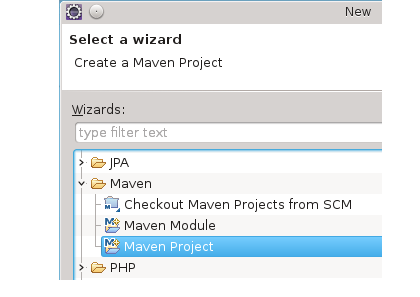 New
Select a wizard
Create a Maven Project
Wizards:
type filter text
JPA
Maven
Checkout Maven Projects from SCM
Maven Module
Maven Project
PHP